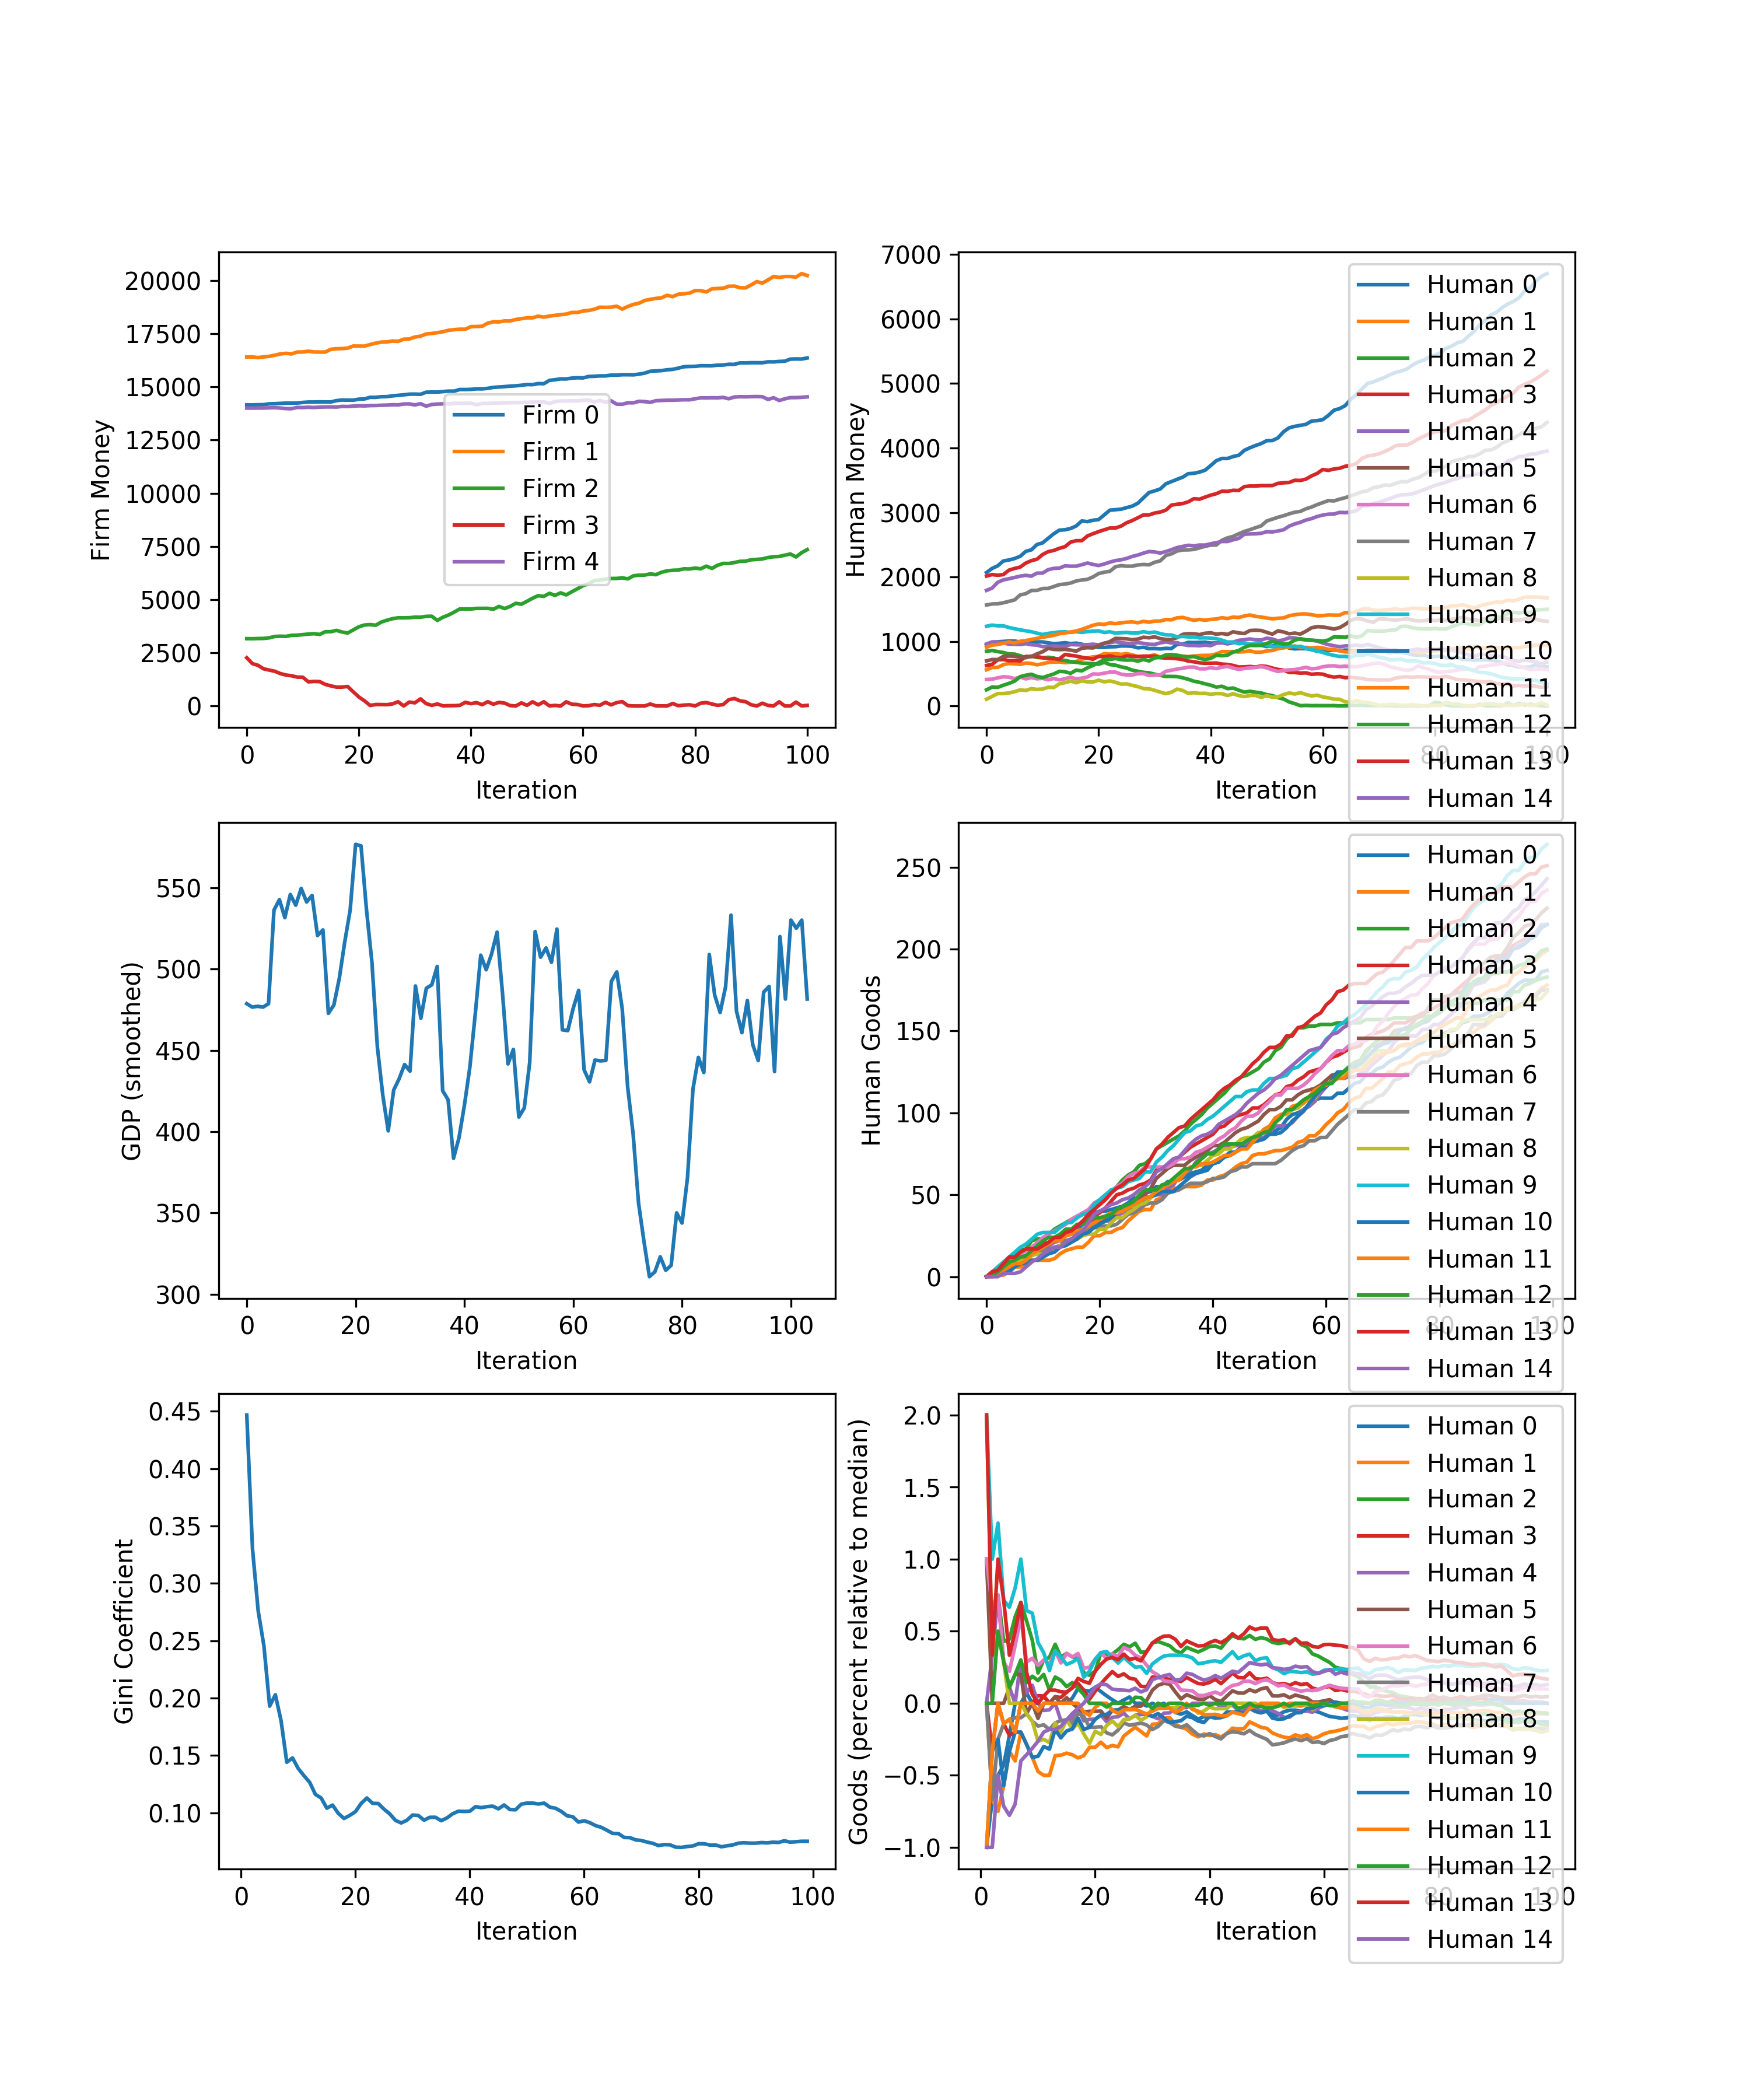 20000
17500
15000
12500
10000
7500
5000
2500
0
Firm Money
Firm 0
Firm 1
Firm 2
Firm 3
Firm 4
0 20 40 60 80 100
Iteration
7000
6000
5000
4000
3000
2000
1000
0
Human Money
Human 0
Human 1
Human 2
Human 3
Human 4
Human 5
Human 6
Human 7
Human 8
Human 9
Human 10
Human 11
Human 12
Human 13
Human 14
0 20 40 60 80 100
Iteration
550
500
450
400
350
300
GDP (smoothed)
0 20 40 60 80 100
Iteration
250
200
150
100
50
0
Human Goods
Human 0
Human 1
Human 2
Human 3
Human 4
Human 5
Human 6
Human 7
Human 8
Human 9
Human 10
Human 11
Human 12
Human 13
Human 14
0 20 40 60 80 100
Iteration
0.45
0.40
0.35
0.30
0.25
0.20
0.15
0.10
Gini Coefficient
0 20 40 60 80 100
Iteration
2.0
1.5
1.0
0.5
0.0
−0.5
−1.0
Goods (percent relative to median)
Human 0
Human 1
Human 2
Human 3
Human 4
Human 5
Human 6
Human 7
Human 8
Human 9
Human 10
Human 11
Human 12
Human 13
Human 14
0 20 40 60 80 100
Iteration